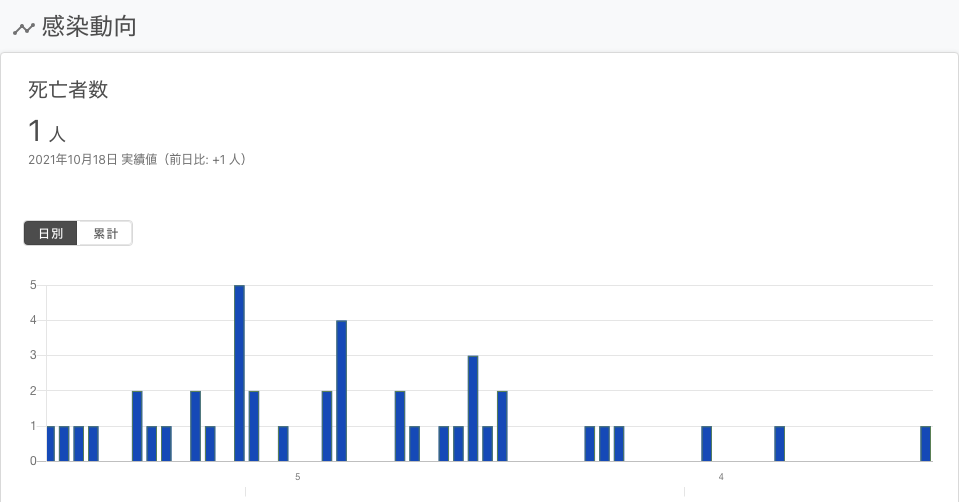 感染動向
死亡者数
1 人
2021年10月18日 実績値（前日比: +1 人）
日別 累計
5
4
3
2
1
0
5 4